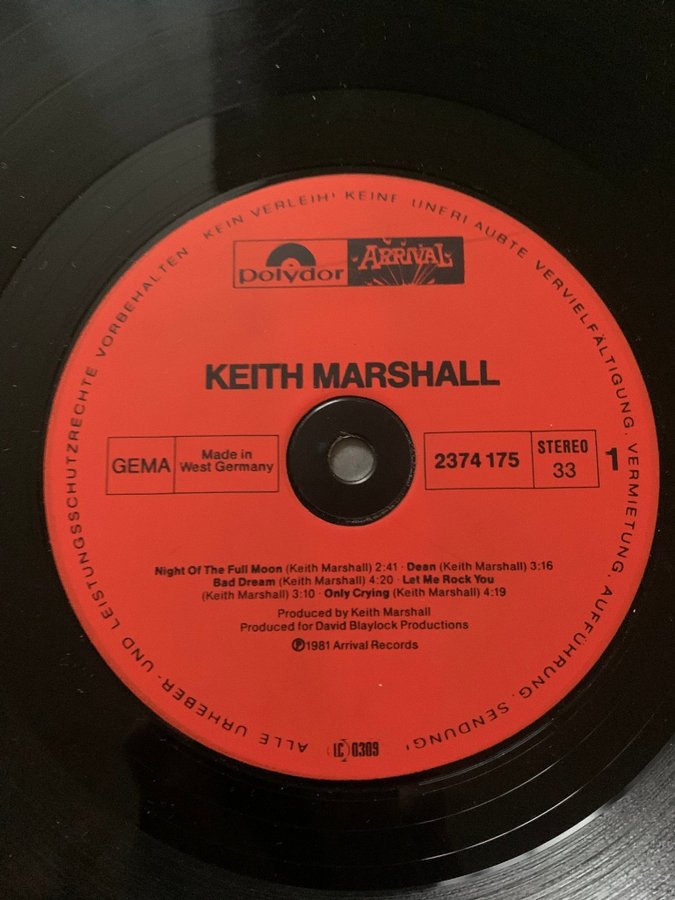 ALLE URHEBER- UND LEISTUNGSSCHUTZRECHTE VORBEHALTEN KEIN VERLEIH! KEINE UNERLAUBTE VERVIELFÄLTIGUNG, VERMIETUNG, AUFFÜHRUNG, SENDUNG!
polydor
ARRIVAL
KEITH MARSHALL
GEMA
Made in
West Germany
2374 175
STEREO
33
1
Night Of The Full Moon (Keith Marshall) 2:41 · Dean (Keith Marshall) 3:16
Bad Dream (Keith Marshall) 4:20 · Let Me Rock You
(Keith Marshall) 3:10 · Only Crying (Keith Marshall) 4:19
Produced by Keith Marshall
Produced for David Blaylock Productions
Ⓟ1981 Arrival Records
LC 0309